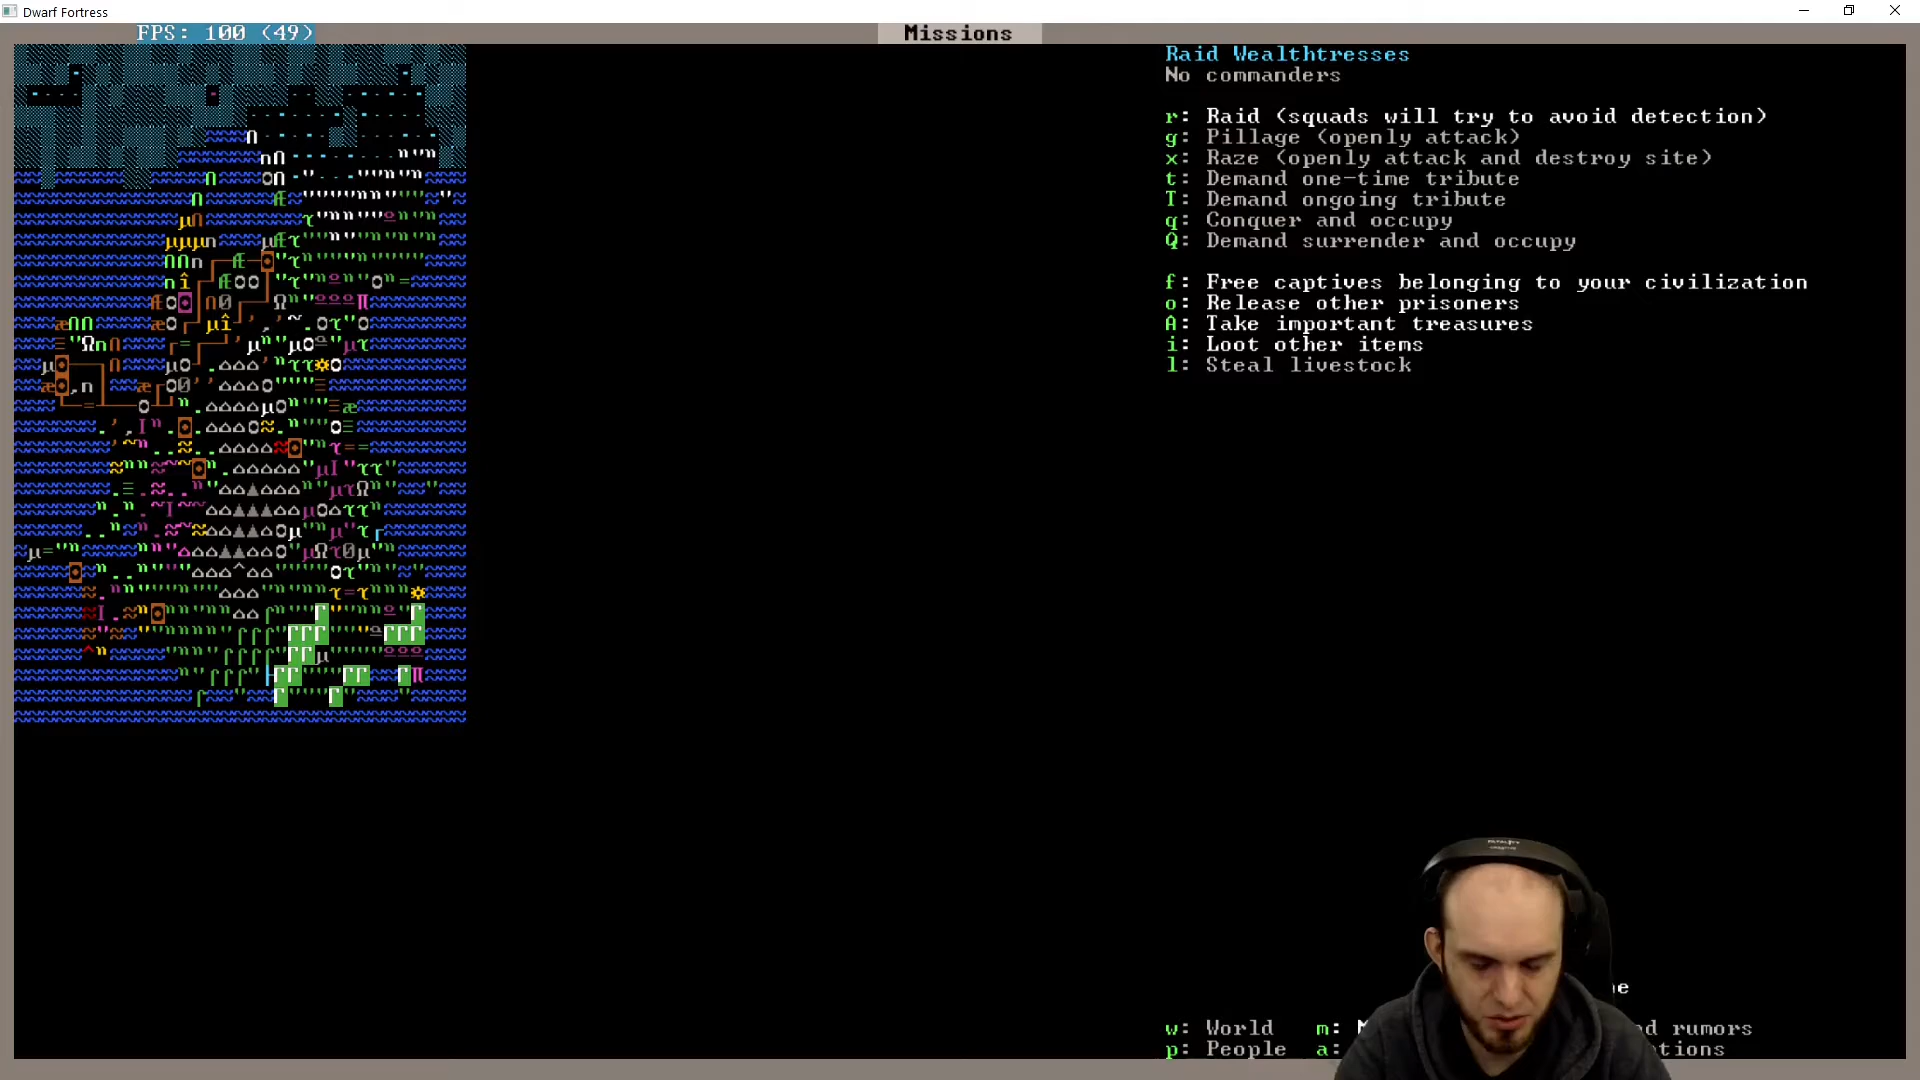 Dwarf Fortress
FPS: 100 (49)
Missions
Raid Wealthtresses
No commanders
r: Raid (squads will try to avoid detection)
g: Pillage (openly attack)
x: Raze (openly attack and destroy site)
t: Demand one-time tribute
T: Demand ongoing tribute
q: Conquer and occupy
Q: Demand surrender and occupy
f: Free captives belonging to your civilization
o: Release other prisoners
A: Take important treasures
i: Loot other items
l: Steal livestock
w: World m: rumors
p: People a: